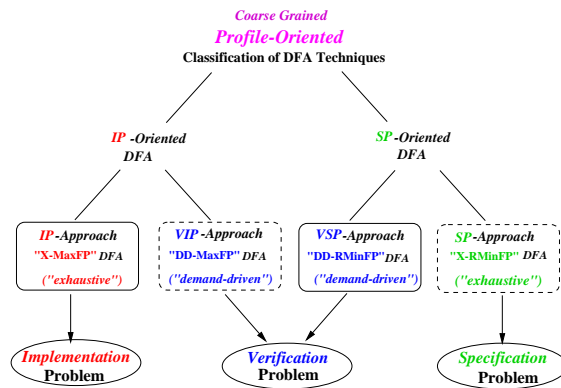 Coarse Grained
Profile-Oriented
Classification of DFA Techniques
IP -Oriented
DFA
SP-Oriented
DFA
IP-Approach
"X-MaxFP" DFA
("exhaustive")
VIP-Approach
"DD-MaxFP" DFA
("demand-driven")
VSP-Approach
"DD-RMinFP" DFA
("demand-driven")
SP-Approach
"X-RMinFP" DFA
("exhaustive")
Implementation
Problem
Verification
Problem
Specification
Problem